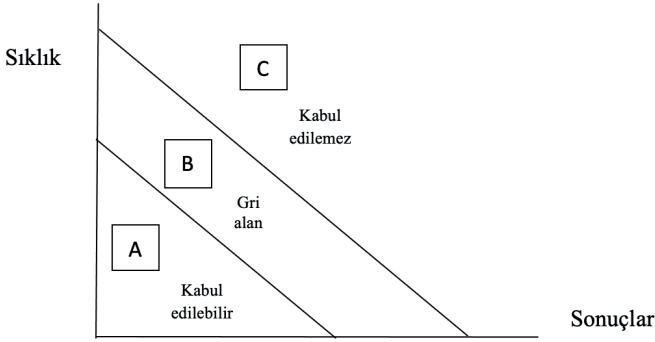 Sıklık
C
Kabul
edilemez
B
Gri
alan
A
Kabul
edilebilir
Sonuçlar